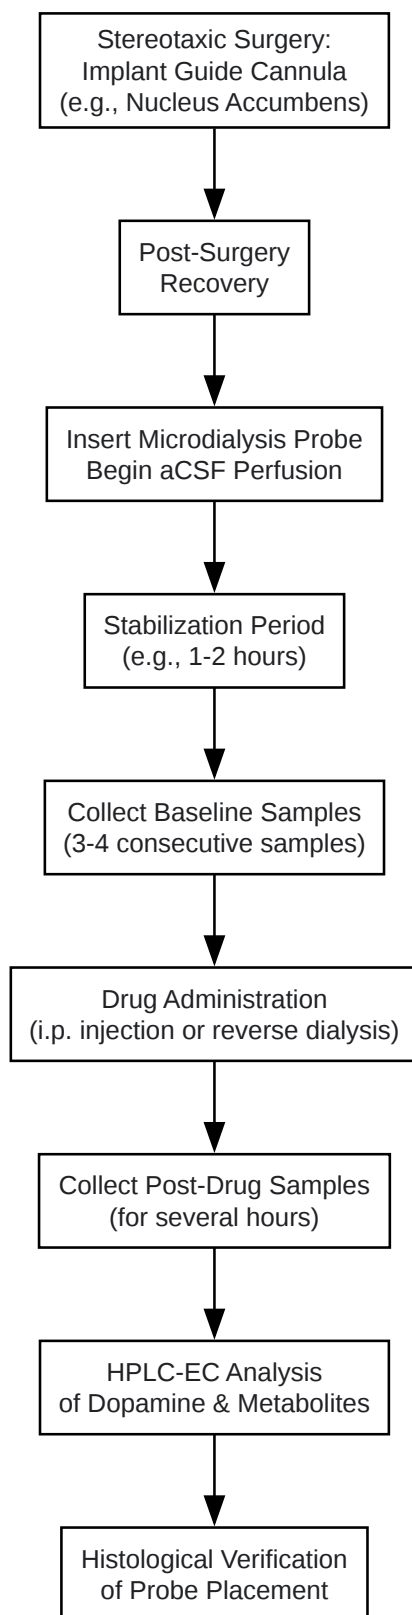 Stereotaxic Surgery:
Implant Guide Cannula
(e.g., Nucleus Accumbens)
Post-Surgery
Recovery
Insert Microdialysis Probe
Begin aCSF Perfusion
Stabilization Period
(e.g., 1-2 hours)
Collect Baseline Samples
(3-4 consecutive samples)
Drug Administration
(i.p. injection or reverse dialysis)
Collect Post-Drug Samples
(for several hours)
HPLC-EC Analysis
of Dopamine & Metabolites
Histological Verification
of Probe Placement